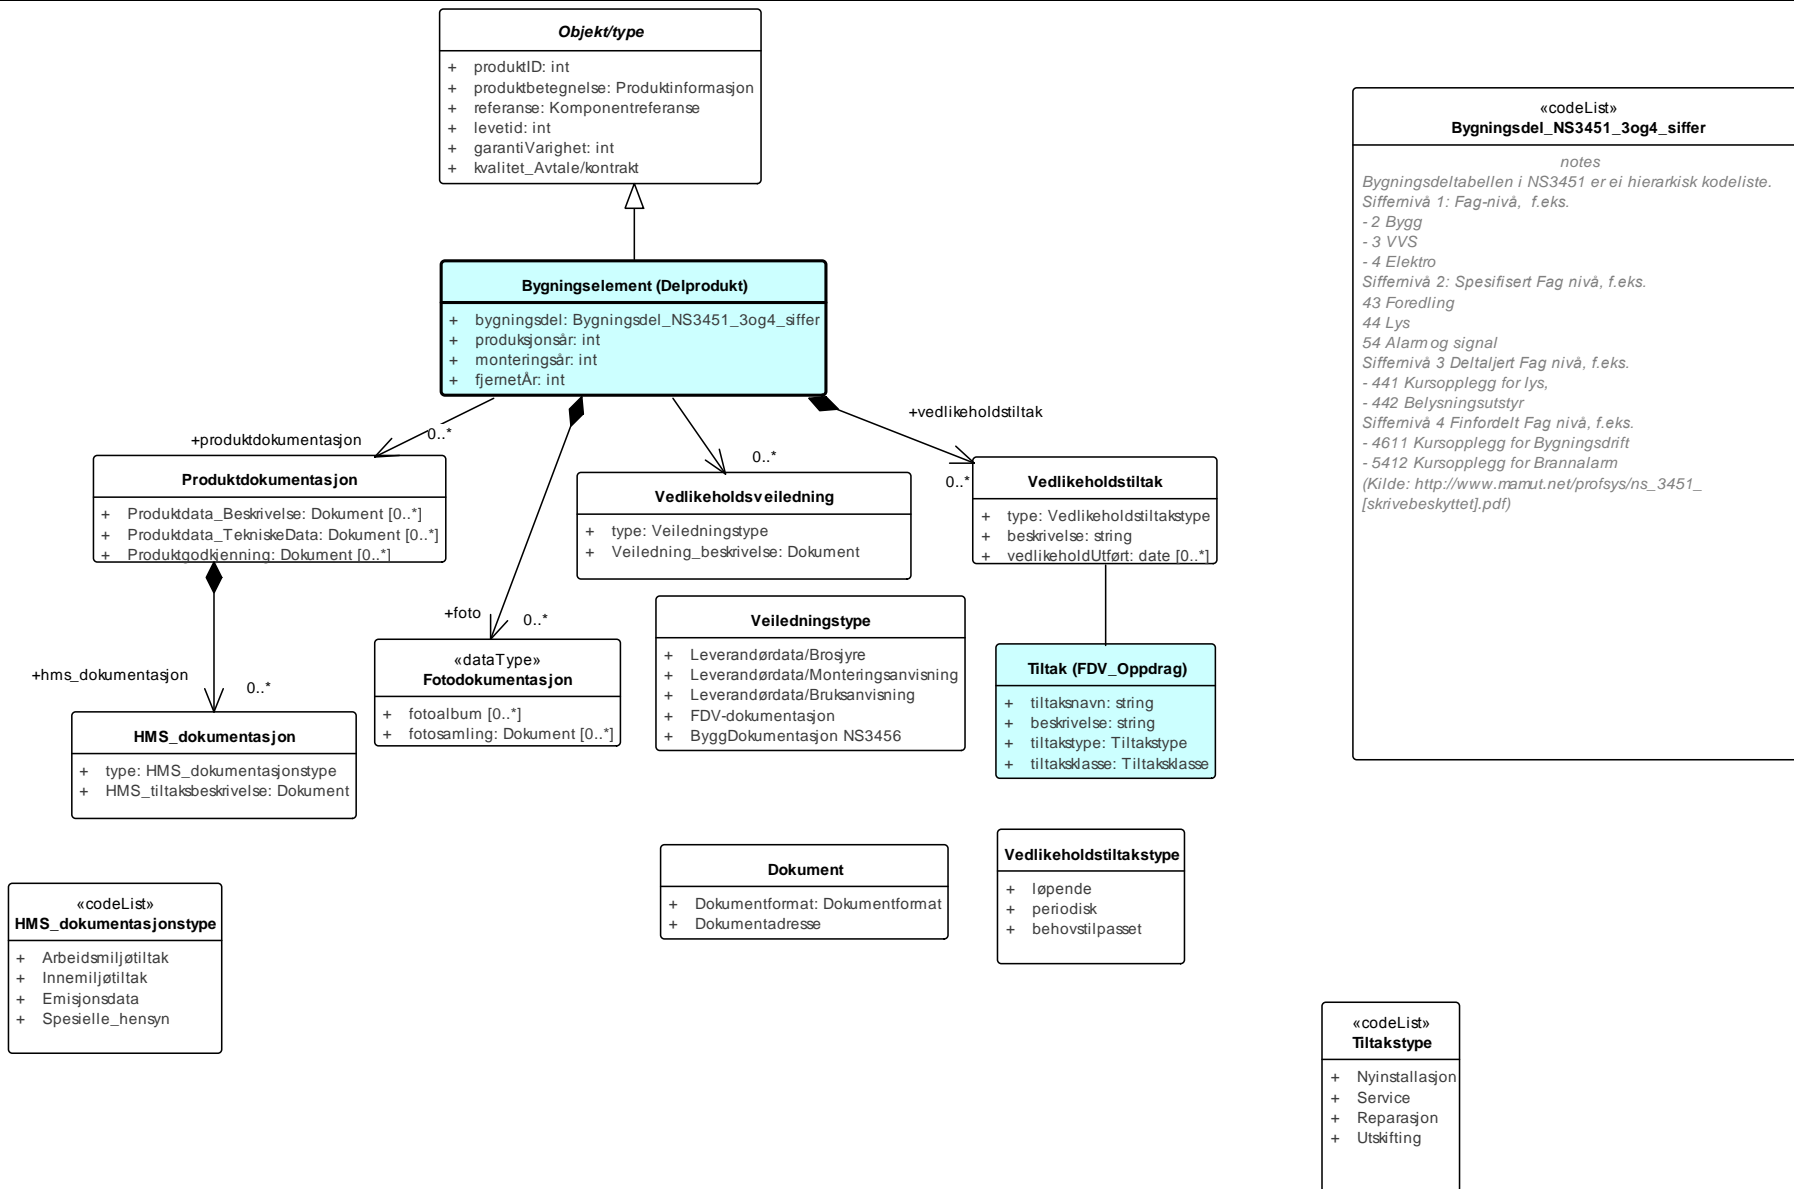 Objekt/type
+ produktID: int
+ produktbetegnelse: Produktinformasjon
+ referanse: Komponentreferanse
+ levetid: int
+ garantiVarighet: int
+ kvalitet_Avtale/kontrakt
«codeList»
Bygningsdel_NS3451_3og4_siffer
notes
Bygningsdeltabellen i NS3451 er ei hierarkisk kodeliste.
Siffernivå 1: Fag-nivå, f.eks.
- 2 Bygg
- 3 VVS
- 4 Elektro
Siffernivå 2: Spesifisert Fag nivå, f.eks.
43 Foredling
44 Lys
54 Alarm og signal
Siffernivå 3 Deltaljert Fag nivå, f.eks.
- 441 Kursopplegg for lys,
- 442 Belysningsutstyr
Siffernivå 4 Finfordelt Fag nivå, f.eks.
- 4611 Kursopplegg for Bygningsdrift
- 5412 Kursopplegg for Brannalarm
(Kilde: http://www.mamut.net/profsys/ns_3451_
[skrivebeskyttet].pdf)
Bygningselement (Delprodukt)
+ bygningsdel: Bygningsdel_NS3451_3og4_siffer
+ produksjonsår: int
+ monteringsår: int
+ fjernetÅr: int
+produktdokumentasjon
0..*
0..*
+vedlikeholdstiltak
0..*
Produktdokumentasjon
+ Produktdata_Beskrivelse: Dokument [0..*]
+ Produktdata_TekniskeData: Dokument [0..*]
+ Produktgodkjenning: Dokument [0..*]
Vedlikeholdsveiledning
+ type: Veiledningstype
+ Veiledning_beskrivelse: Dokument
Vedlikeholdstiltak
+ type: Vedlikeholdstiltakstype
+ beskrivelse: string
+ vedlikeholdUtført: date [0..*]
+foto
0..*
+hms_dokumentasjon
0..*
«dataType»
Fotodokumentasjon
+ fotoalbum [0..*]
+ fotosamling: Dokument [0..*]
Veiledningstype
+ Leverandørdata/Brosjyre
+ Leverandørdata/Monteringsanvisning
+ Leverandørdata/Bruksanvisning
+ FDV-dokumentasjon
+ ByggDokumentasjon NS3456
Tiltak (FDV_Oppdrag)
+ tiltaksnavn: string
+ beskrivelse: string
+ tiltakstype: Tiltakstype
+ tiltaksklasse: Tiltaksklasse
HMS_dokumentasjon
+ type: HMS_dokumentasjonstype
+ HMS_tiltaksbeskrivelse: Dokument
Dokument
+ Dokumentformat: Dokumentformat
+ Dokumentadresse
Vedlikeholdstiltakstype
+ løpende
+ periodisk
+ behovstilpasset
«codeList»
HMS_dokumentasjonstype
+ Arbeidsmiljøtiltak
+ Innemiljøtiltak
+ Emisjonsdata
+ Spesielle_hensyn
«codeList»
Tiltakstype
+ Nyinstallasjon
+ Service
+ Reparasjon
+ Utskifting